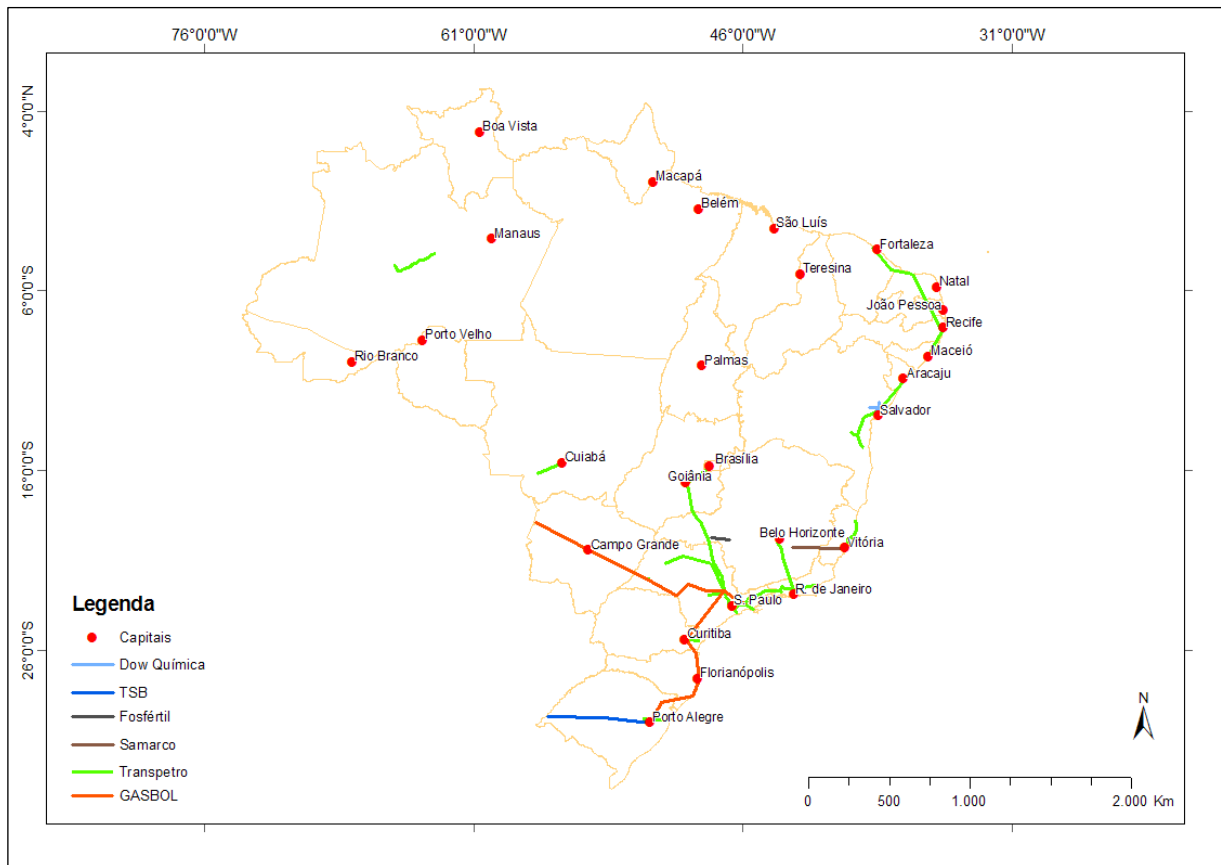 76°0'0"W
61°0'0"W
46°0'0"W
31°0'0"W
4°0'0"N
6°0'0"S
16°0'0"S
26°0'0"S
Boa Vista
Macapá
Belém
São Luís
Manaus
Fortaleza
Teresina
Natal
João Pessoa
Recife
Porto Velho
Maceió
Rio Branco
Palmas
Aracaju
Salvador
Cuiabá
Brasília
Goiânia
Belo Horizonte
Vitória
Campo Grande
R. de Janeiro
S. Paulo
Curitiba
Florianópolis
Porto Alegre
Legenda
Capitais
Dow Química
TSB
Fosfértil
Samarco
Transpetro
GASBOL
N
0 500 1.000 2.000 Km